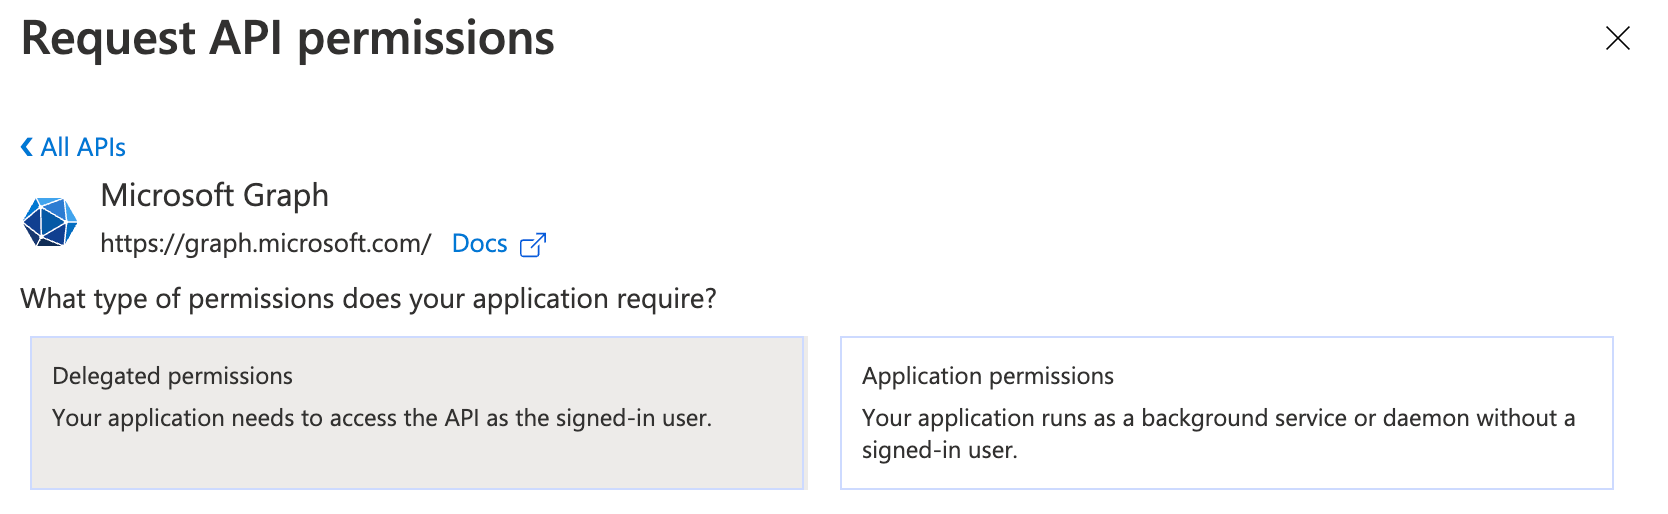 Request API permissions
All APIs
Microsoft Graph
https://graph.microsoft.com/ Docs
What type of permissions does your application require?
Delegated permissions
Your application needs to access the API as the signed-in user.
Application permissions
Your application runs as a background service or daemon without a
signed-in user.